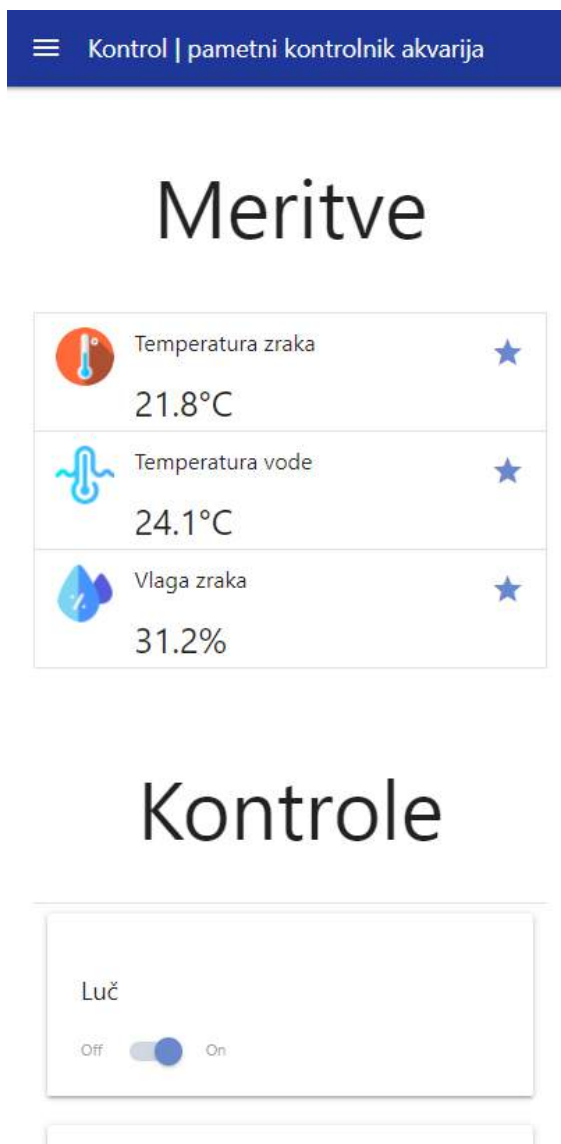 Kontrol | pametni kontrolnik akvarija
Meritve
Temperatura zraka
21.8°C
Temperatura vode
24.1°C
Vlaga zraka
31.2%
Kontrole
Luč
Off On